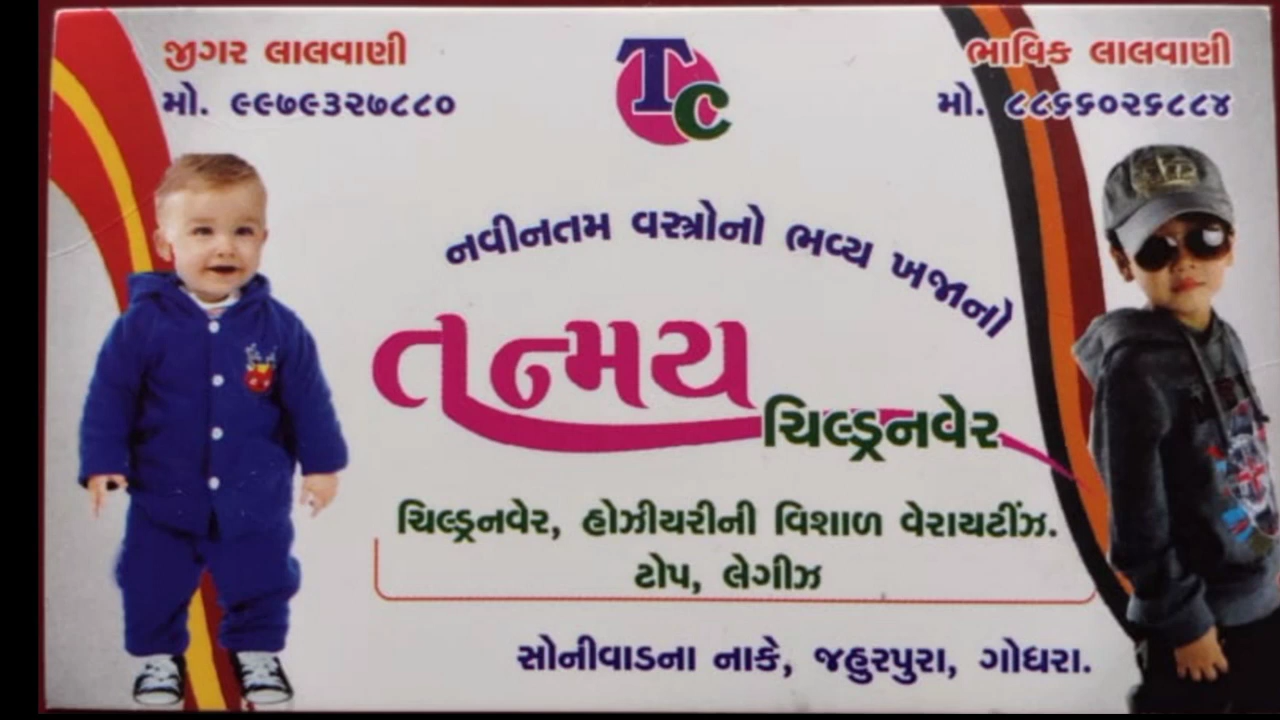 જીગર લાલવાણી
મો. ૯૯૭૯૩૨૭૮૮૦
TC
ભાવિક લાલવાણી
મો. ૮૮૬૬૦૨૬૮૮૪
નવીનતમ વસ્ત્રોનો ભવ્ય ખજાનો
તન્મય
ચિલ્ડ્રનવેર
ચિલ્ડ્રનવેર, હોઝીયરીની વિશાળ વેરાયટીંઝ.
ટોપ, લેગીઝ
સોનીવાડના નાકે, જહુરપુરા, ગોધરા.